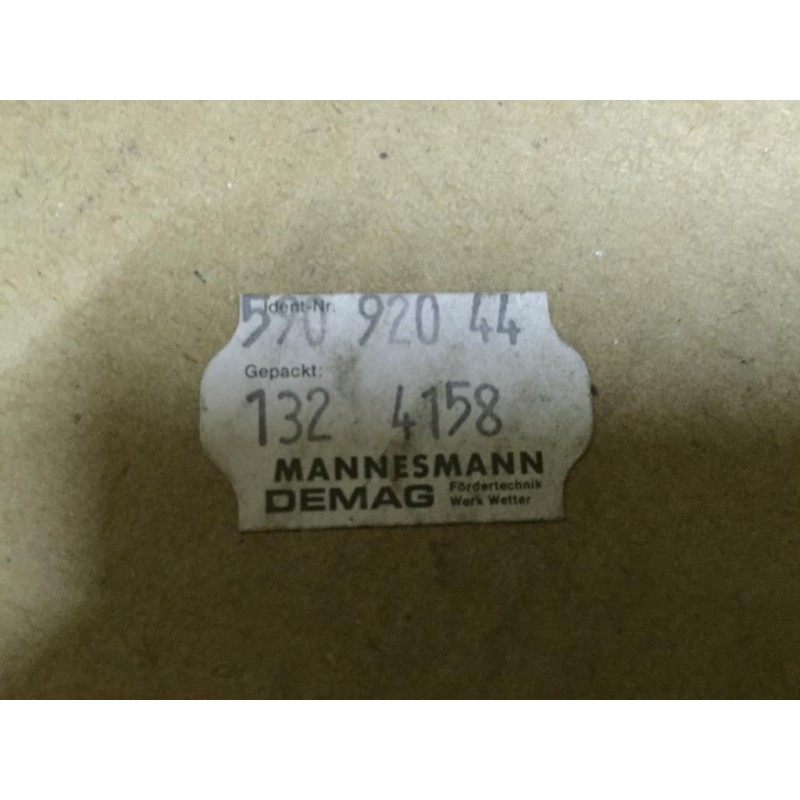 Ident-Nr.
590 920 44
Gepackt:
132 4158
MANNESMANN
DEMAG Fördertechnik
Werk Wetter